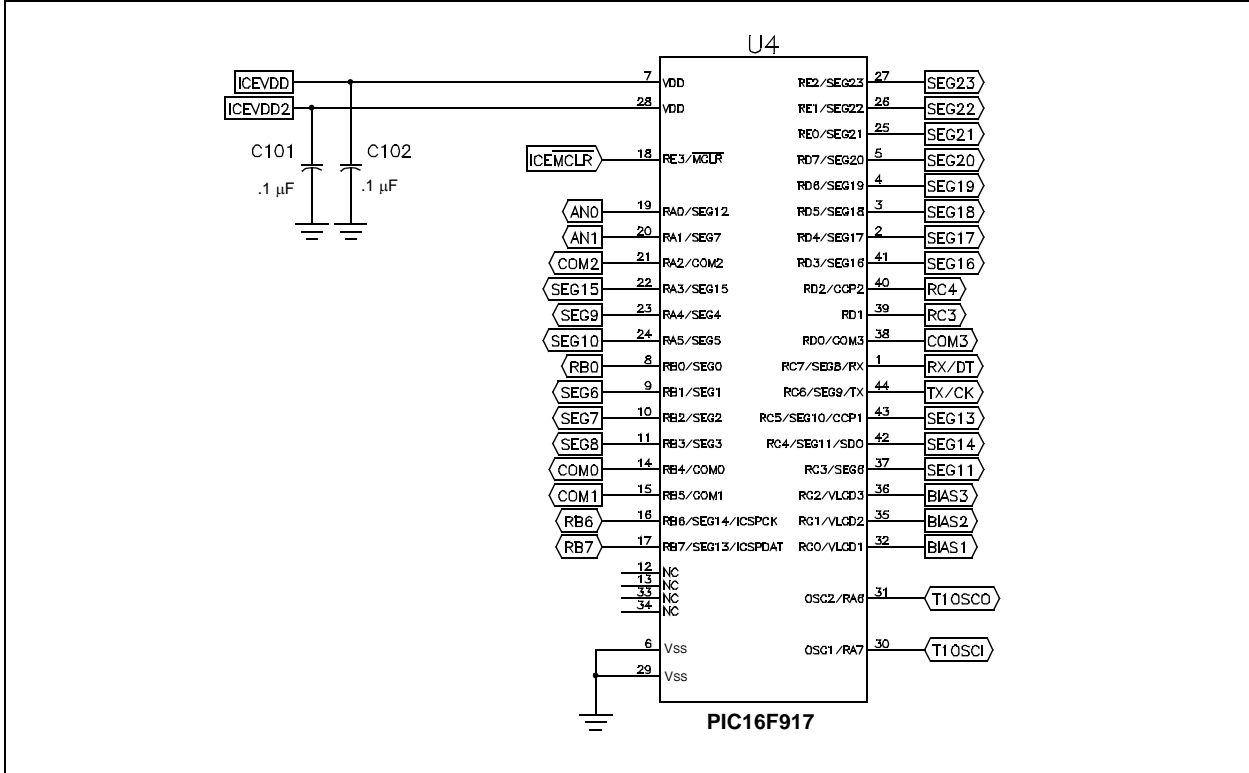 U4
ICEVDD 7 VDD RE2/SEG23 27 SEG23
ICEVDD2 28 VDD RE1/SEG22 26 SEG22
RE0/SEG21 25 SEG21
C101 C102 ICEMCLR 18 RE3/MCLR RD7/SEG20 5 SEG20
.1 μF .1 μF RD6/SEG19 4 SEG19
AN0 19 RA0/SEG12 RD5/SEG18 3 SEG18
AN1 20 RA1/SEG7 RD4/SEG17 2 SEG17
COM2 21 RA2/COM2 RD3/SEG16 41 SEG16
SEG15 22 RA3/SEG15 RD2/CCP2 40 RC4
SEG9 23 RA4/SEG4 RD1 39 RC3
SEG10 24 RA5/SEG5 RD0/COM3 38 COM3
RB0 8 RB0/SEG0 RC7/SEG8/RX 1 RX/DT
SEG6 9 RB1/SEG1 RC6/SEG9/TX 44 TX/CK
SEG7 10 RB2/SEG2 RC5/SEG10/CCP1 43 SEG13
SEG8 11 RB3/SEG3 RC4/SEG11/SDO 42 SEG14
COM0 14 RB4/COM0 RC3/SEG6 37 SEG11
COM1 15 RB5/COM1 RC2/VLCD3 36 BIAS3
RB6 16 RB6/SEG14/ICSPCK RC1/VLCD2 35 BIAS2
RB7 17 RB7/SEG13/ICSPDAT RC0/VLCD1 32 BIAS1
12 NC
13 NC
33 NC OSC2/RA6 31 T1OSCO
34 NC
6 Vss OSC1/RA7 30 T1OSCI
29 Vss
PIC16F917